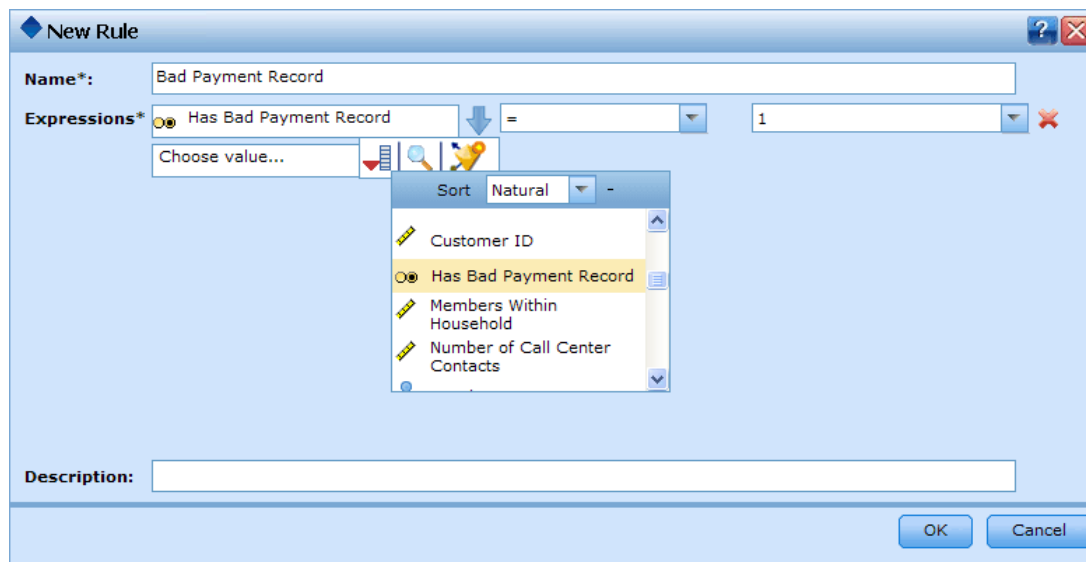 New Rule
?
Name*: Bad Payment Record
Expressions* Has Bad Payment Record = 1
Choose value...
Sort Natural -
Customer ID
Has Bad Payment Record
Members Within
Household
Number of Call Center
Contacts
Description:
OK Cancel